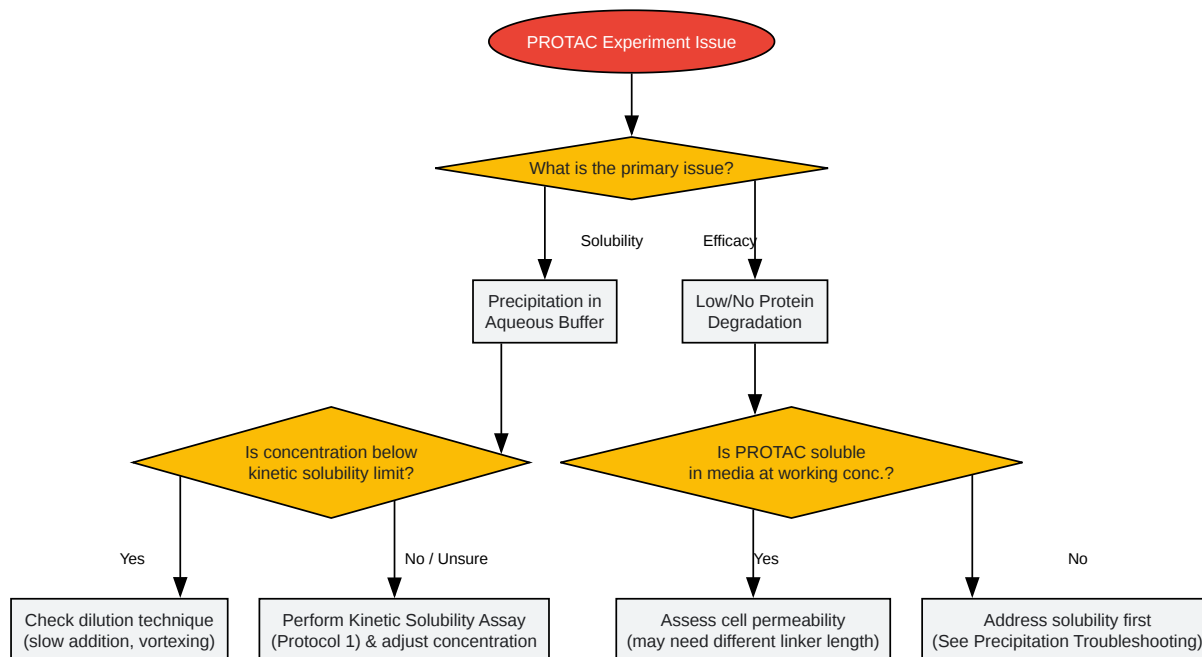 PROTAC Experiment Issue
What is the primary issue?
Solubility
Efficacy
Precipitation in
Aqueous Buffer
Low/No Protein
Degradation
Is concentration below
kinetic solubility limit?
Is PROTAC soluble
in media at working conc.?
Yes
No / Unsure
Yes
No
Check dilution technique
(slow addition, vortexing)
Perform Kinetic Solubility Assay
(Protocol 1) & adjust concentration
Assess cell permeability
(may need different linker length)
Address solubility first
(See Precipitation Troubleshooting)